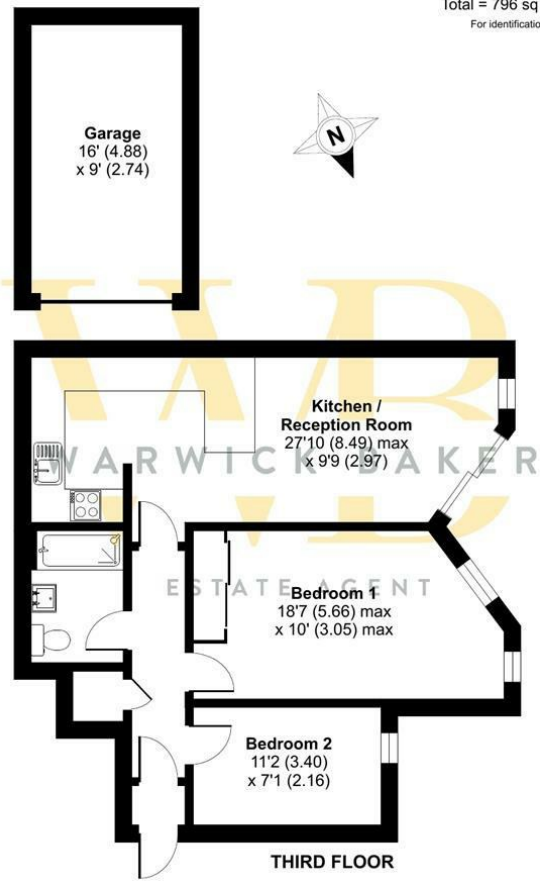 Total = 796 sq
For identificatio
Garage
16' (4.88)
x 9' (2.74)
N
Kitchen /
Reception Room
27'10 (8.49) max
x 9'9 (2.97)
WB
WARWICK BAKER
ESTATE AGENT
Bedroom 1
18'7 (5.66) max
x 10' (3.05) max
Bedroom 2
11'2 (3.40)
x 7'1 (2.16)
THIRD FLOOR